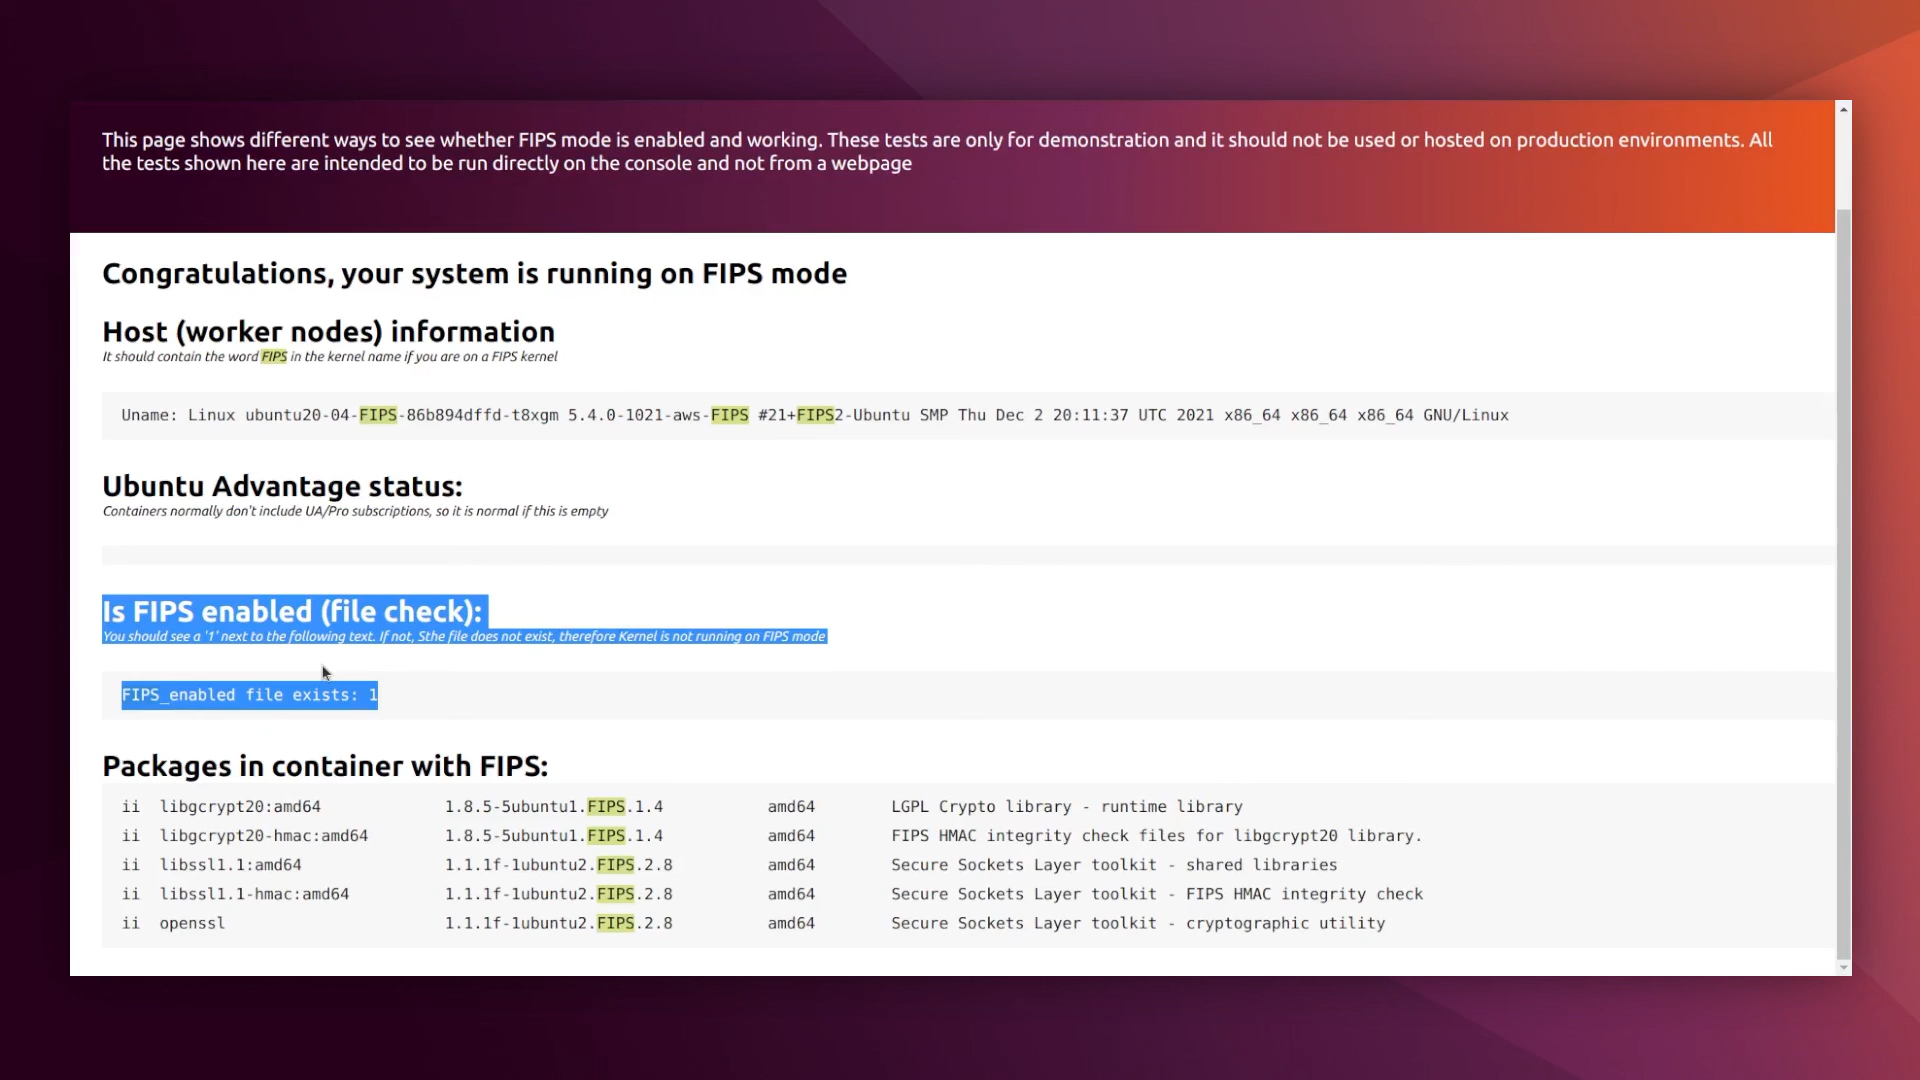 This page shows different ways to see whether FIPS mode is enabled and working. These tests are only for demonstration and it should not be used or hosted on production environments. All
the tests shown here are intended to be run directly on the console and not from a webpage
Congratulations, your system is running on FIPS mode
Host (worker nodes) information
It should contain the word FIPS in the kernel name if you are on a FIPS kernel
Uname: Linux ubuntu20-04-FIPS-86b894dffd-t8xgm 5.4.0-1021-aws-FIPS #21+FIPS2-Ubuntu SMP Thu Dec 2 20:11:37 UTC 2021 x86_64 x86_64 x86_64 GNU/Linux
Ubuntu Advantage status:
Containers normally don't include UA/Pro subscriptions, so it is normal if this is empty
Is FIPS enabled (file check):
You should see a '1' next to the following text. If not, Sthe file does not exist, therefore Kernel is not running on FIPS mode
FIPS_enabled file exists: 1
Packages in container with FIPS:
ii libgcrypt20:amd64 1.8.5-5ubuntu1.FIPS.1.4 amd64 LGPL Crypto library - runtime library
ii libgcrypt20-hmac:amd64 1.8.5-5ubuntu1.FIPS.1.4 amd64 FIPS HMAC integrity check files for libgcrypt20 library.
ii libssl1.1:amd64 1.1.1f-1ubuntu2.FIPS.2.8 amd64 Secure Sockets Layer toolkit - shared libraries
ii libssl1.1-hmac:amd64 1.1.1f-1ubuntu2.FIPS.2.8 amd64 Secure Sockets Layer toolkit - FIPS HMAC integrity check
ii openssl 1.1.1f-1ubuntu2.FIPS.2.8 amd64 Secure Sockets Layer toolkit - cryptographic utility